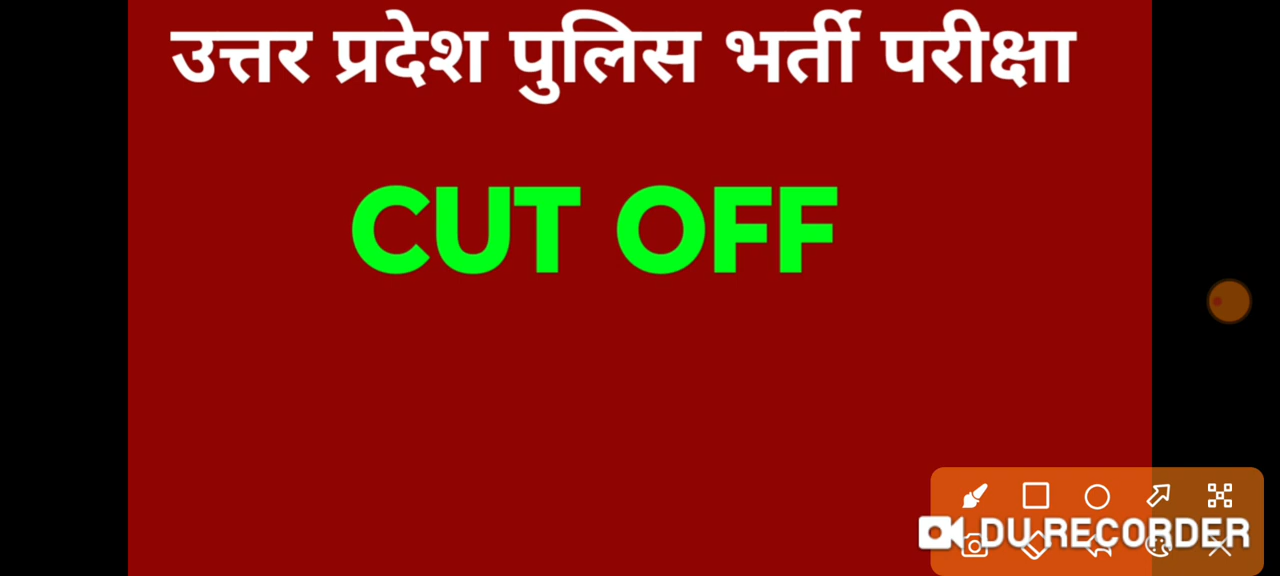 उत्तर प्रदेश पुलिस भर्ती परीक्षा
CUT OFF
DU RECORDER